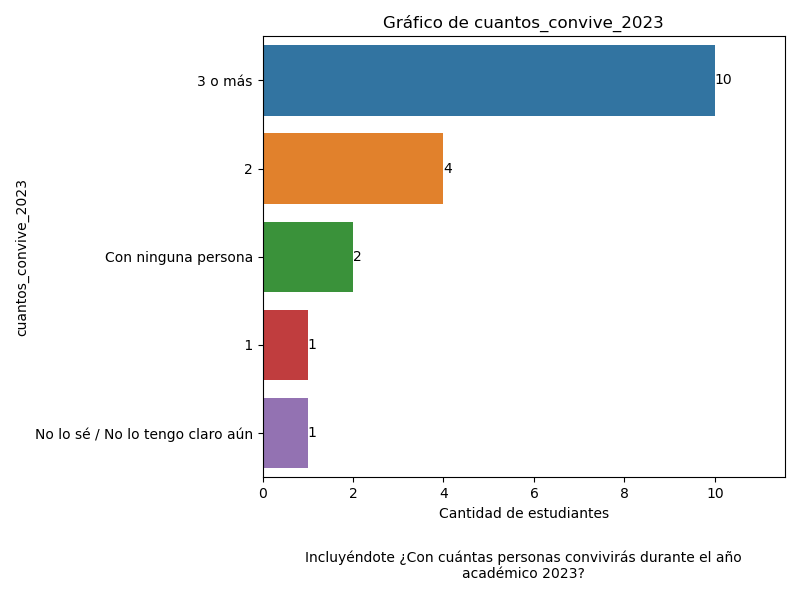 Gráfico de cuantos_convive_2023
cuantos_convive_2023
3 o más
10
2
4
Con ninguna persona
2
1
1
No lo sé / No lo tengo claro aún
1
0 2 4 6 8 10
Cantidad de estudiantes
Incluyéndote ¿Con cuántas personas convivirás durante el año
académico 2023?